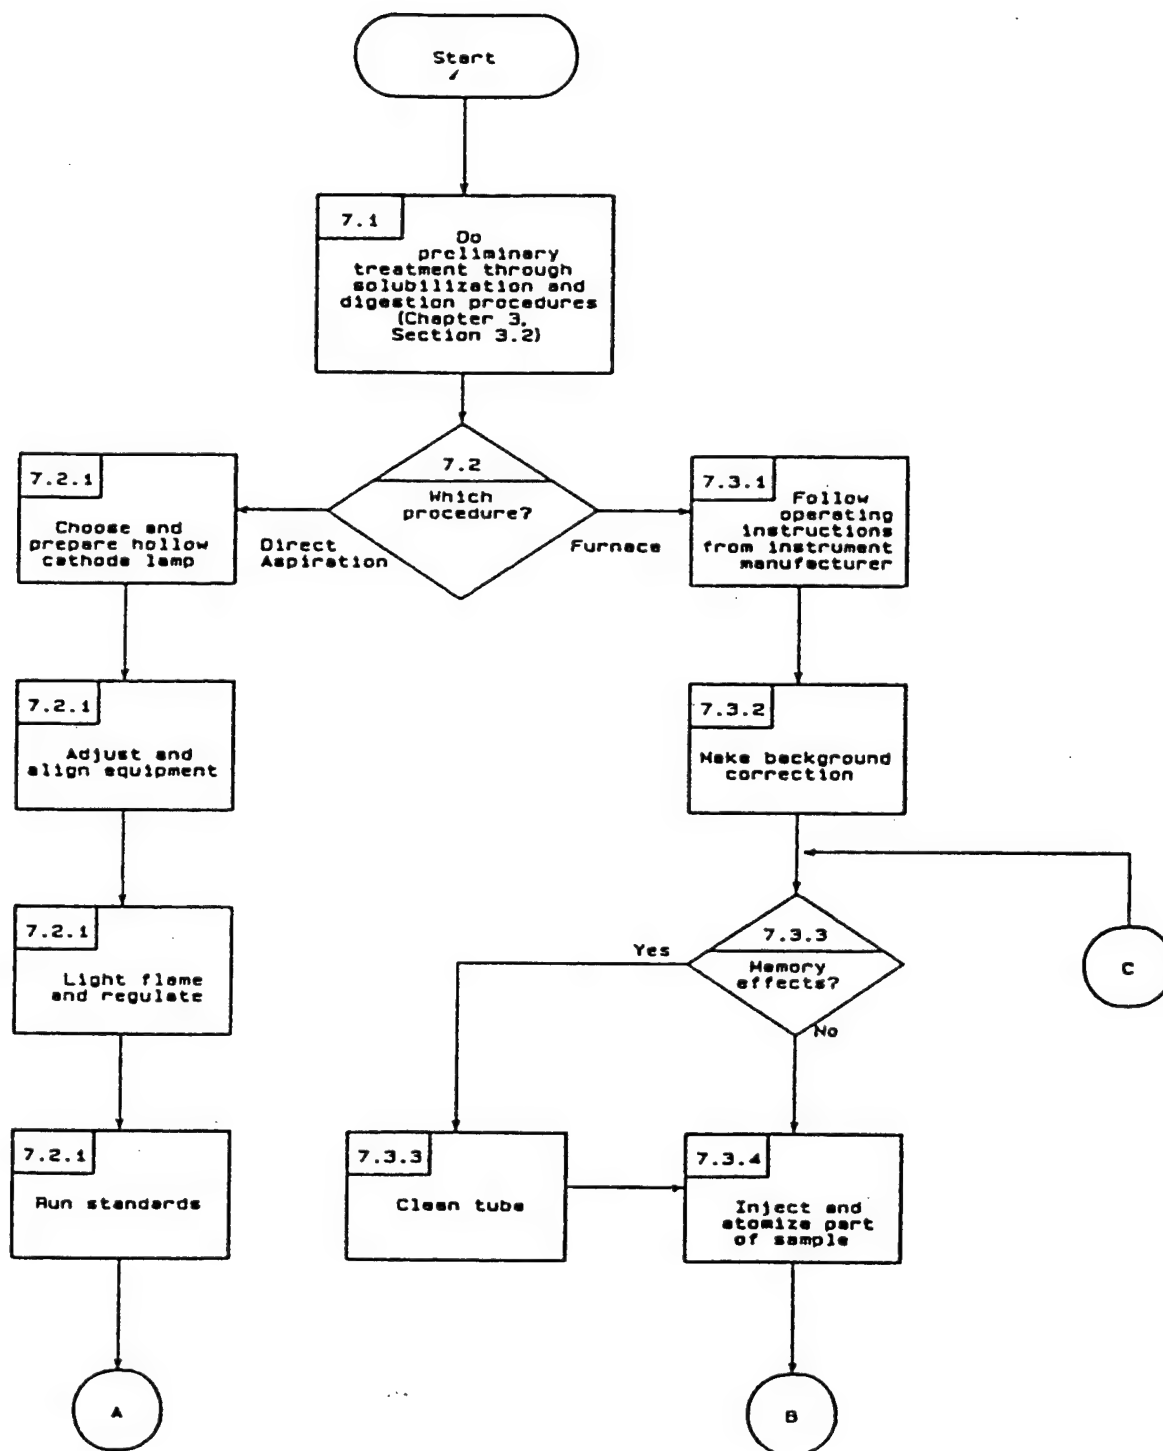 Start
7.1
Do
preliminary
treatment through
solubilization and
digestion procedures
(Chapter 3,
Section 3.2)
7.2
Which
procedure?
Direct
Aspiration
Furnace
7.2.1
Choose and
prepare hollow
cathode lamp
7.3.1
Follow
operating
instructions
from instrument
manufacturer
7.2.1
Adjust and
align equipment
7.3.2
Make background
correction
7.2.1
Light flame
and regulate
7.3.3
Memory
effects?
Yes
No
C
7.2.1
Run standards
7.3.3
Clean tube
7.3.4
Inject and
atomize part
of sample
A
B